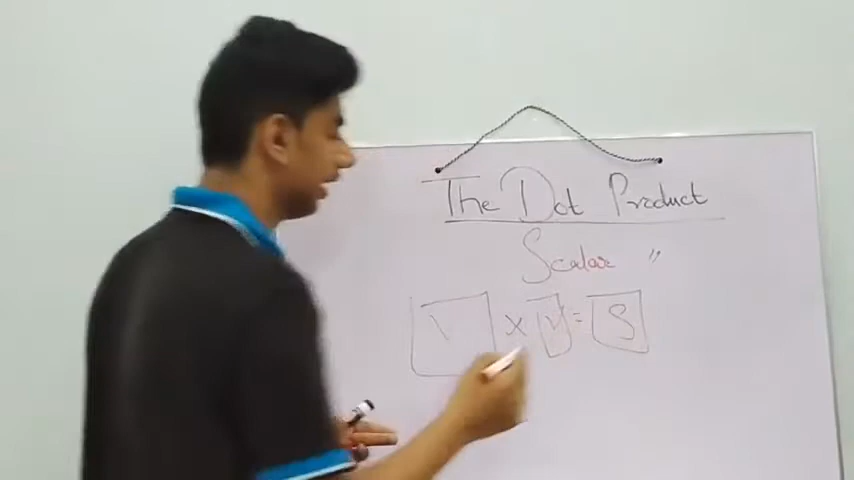 The Dot Product
Scalar "
V x V = S